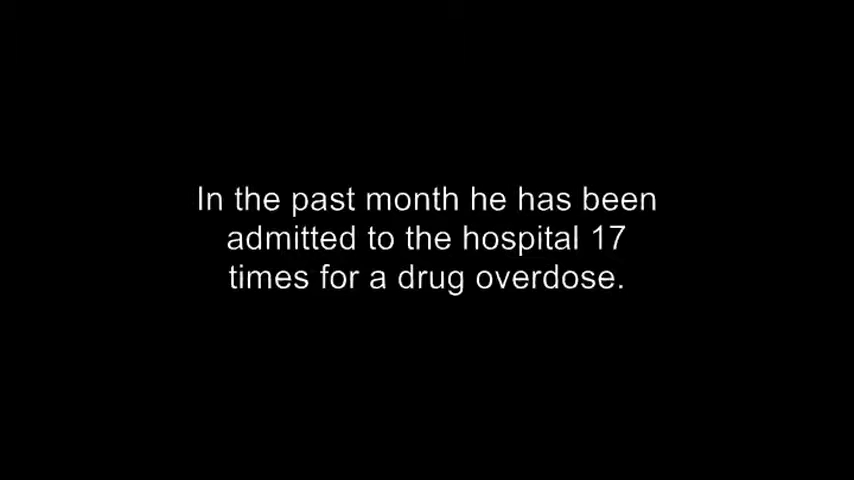 In the past month he has been
admitted to the hospital 17
times for a drug overdose.